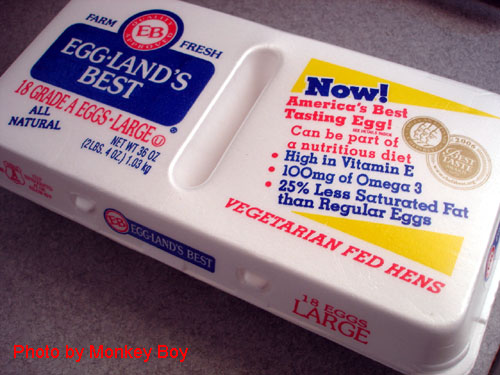 FARM FRESH
QUALITY
EB
APPROVED
EGG·LAND'S
BEST
18 GRADE A EGGS - LARGE U
ALL
NATURAL
NET WT 36 OZ
(2LBS. 4 OZ.) 1.03 kg
Now!
America's Best
Tasting Egg!
Can be part of
a nutritious diet
• High in Vitamin E
• 100mg of Omega 3
• 25% Less Saturated Fat
than Regular Eggs
VEGETARIAN FED HENS
EB
EGG·LAND'S BEST
18 EGGS
LARGE
Photo by Monkey Boy